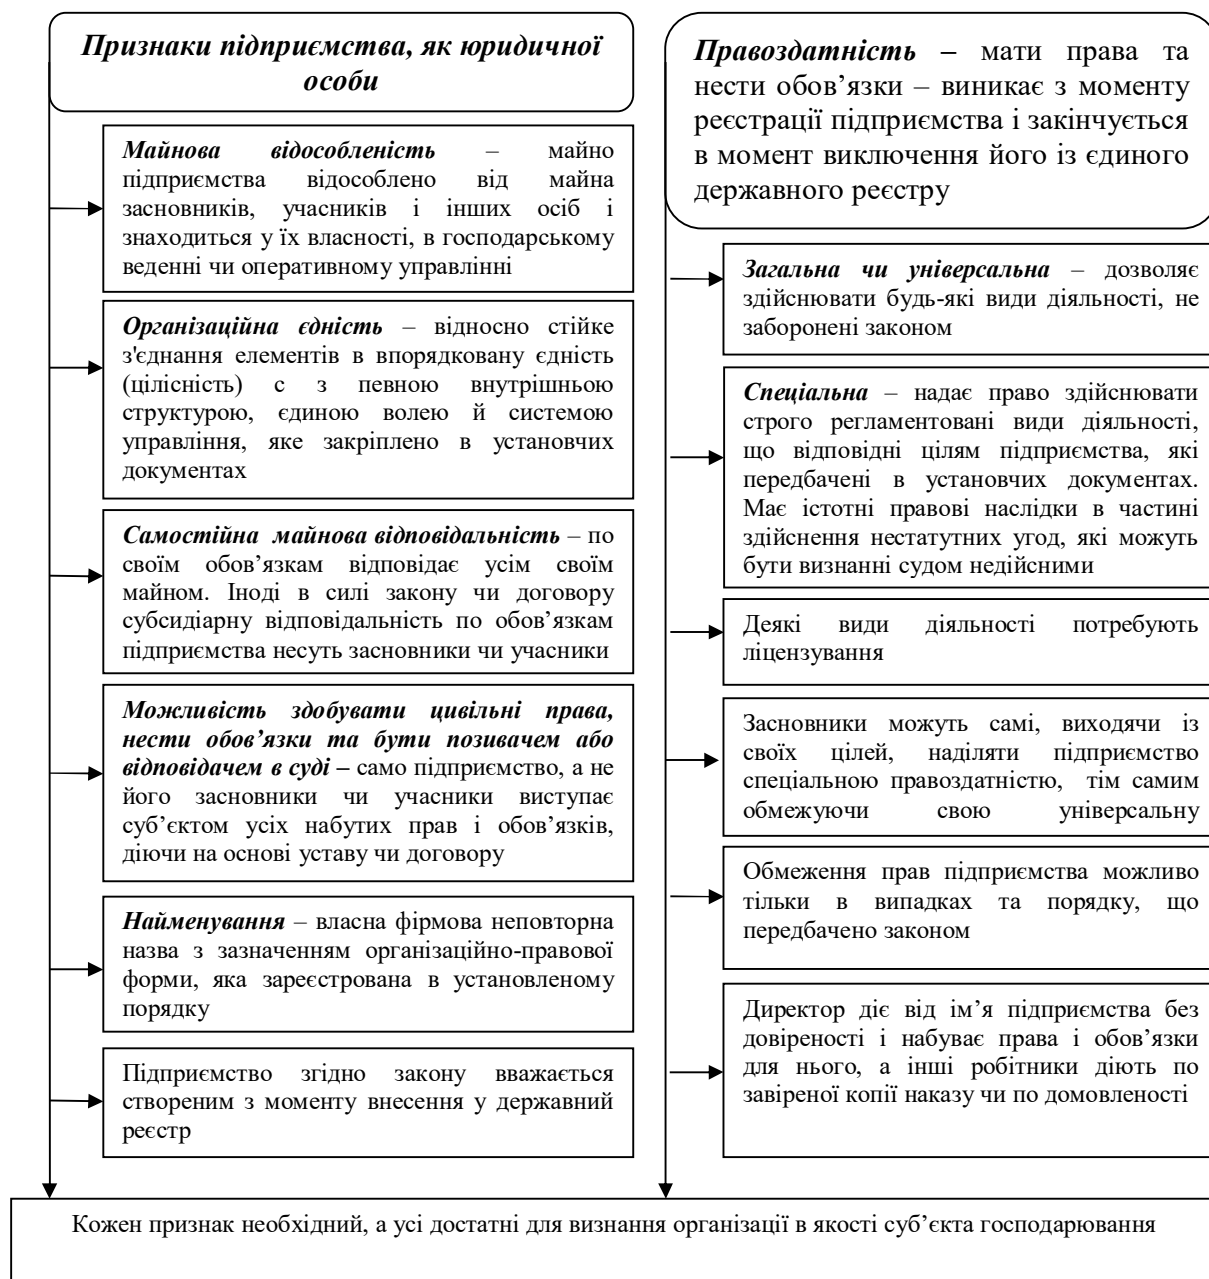 Признаки підприємства, як юридичної
особи
Майнова відособленість – майно
підприємства відособлено від майна
засновників, учасників і інших осіб і
знаходиться у їх власності, в господарському
веденні чи оперативному управлінні
Організаційна єдність – відносно стійке
з'єднання елементів в впорядковану єдність
(цілісність) с з певною внутрішньою
структурою, єдиною волею й системою
управління, яке закріплено в установчих
документах
Самостійна майнова відповідальність – по
своїм обов’язкам відповідає усім своїм
майном. Іноді в силі закону чи договору
субсидіарну відповідальність по обов’язкам
підприємства несуть засновники чи учасники
Можливість здобувати цивільні права,
нести обов’язки та бути позивачем або
відповідачем в суді – само підприємство, а не
його засновники чи учасники виступає
суб’єктом усіх набутих прав і обов’язків,
діючи на основі уставу чи договору
Найменування – власна фірмова неповторна
назва з зазначенням організаційно-правової
форми, яка зареєстрована в установленому
порядку
Підприємство згідно закону вважається
створеним з моменту внесення у державний
реєстр
Правоздатність – мати права та
нести обов’язки – виникає з моменту
реєстрації підприємства і закінчується
в момент виключення його із єдиного
державного реєстру
Загальна чи універсальна – дозволяє
здійснювати будь-які види діяльності, не
заборонені законом
Спеціальна – надає право здійснювати
строго регламентовані види діяльності,
що відповідні цілям підприємства, які
передбачені в установчих документах.
Має істотні правові наслідки в частині
здійснення нестатутних угод, які можуть
бути визнанні судом недійсними
Деякі види діяльності потребують
ліцензування
Засновники можуть самі, виходячи із
своїх цілей, наділяти підприємство
спеціальною правоздатністю, тім самим
обмежуючи свою універсальну
Обмеження прав підприємства можливо
тільки в випадках та порядку, що
передбачено законом
Директор діє від ім’я підприємства без
довіреності і набуває права і обов’язки
для нього, а інші робітники діють по
завіреної копії наказу чи по домовленості
Кожен признак необхідний, а усі достатні для визнання організації в якості суб’єкта господарювання